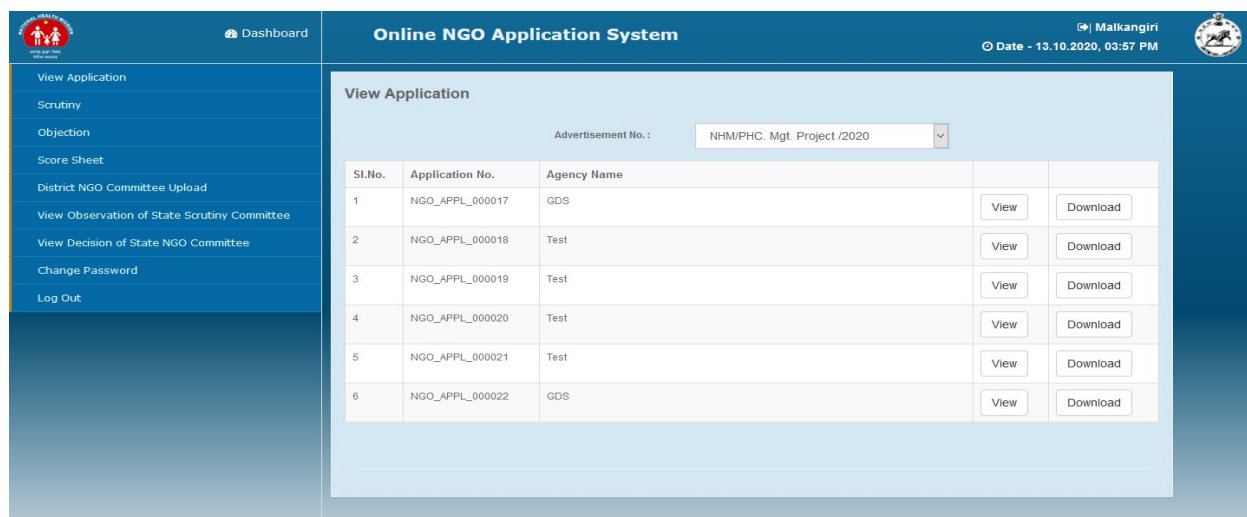 NATIONAL HEALTH MISSION
Dashboard
Online NGO Application System
Malkangiri
Date - 13.10.2020, 03:57 PM
View Application
Scrutiny
Objection
Score Sheet
District NGO Committee Upload
View Observation of State Scrutiny Committee
View Decision of State NGO Committee
Change Password
Log Out
View Application
Advertisement No. : NHM/PHC. Mgt. Project /2020
Sl.No. Application No. Agency Name
1 NGO_APPL_000017 GDS View Download
2 NGO_APPL_000018 Test View Download
3 NGO_APPL_000019 Test View Download
4 NGO_APPL_000020 Test View Download
5 NGO_APPL_000021 Test View Download
6 NGO_APPL_000022 GDS View Download